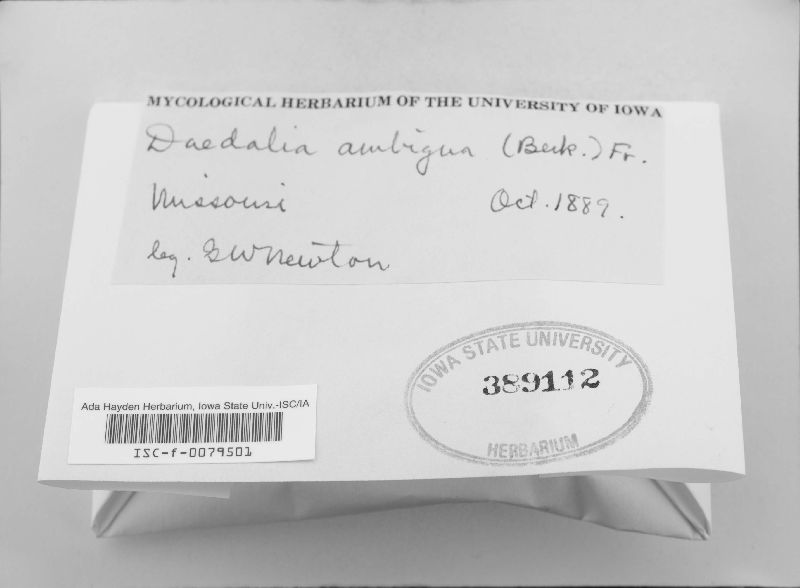 MYCOLOGICAL HERBARIUM OF THE UNIVERSITY OF IOWA
Daedalia ambigua (Berk.) Fr.
Missouri Oct. 1889.
leg. G W Newton
IOWA STATE UNIVERSITY
389112
HERBARIUM
Ada Hayden Herbarium, Iowa State Univ.-ISC/IA
ISC-f-0079501